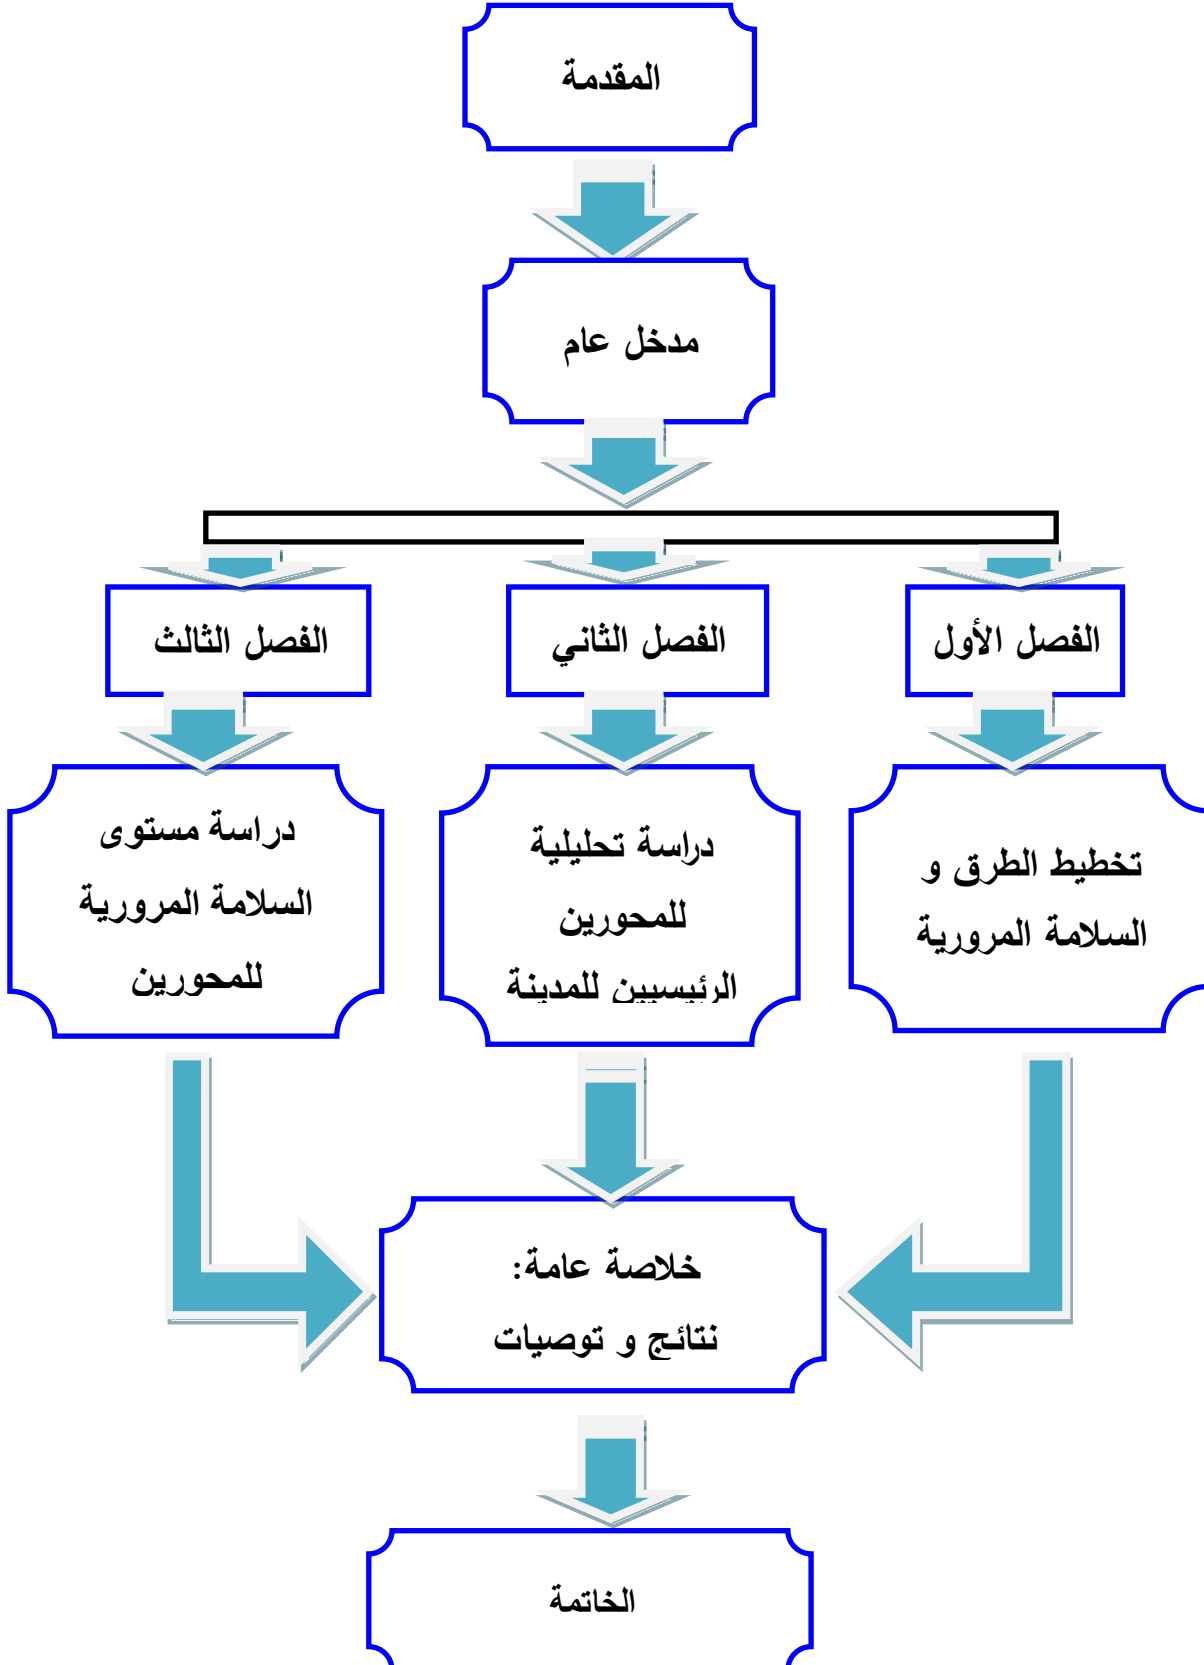 المقدمة
مدخل عام
الفصل الأول
الفصل الثاني
الفصل الثالث
تخطيط الطرق و
السلامة المرورية
دراسة تحليلية
للمحورين
الرئيسيين للمدينة
دراسة مستوى
السلامة المرورية
للمحورين
خلاصة عامة:
نتائج و توصيات
الخاتمة